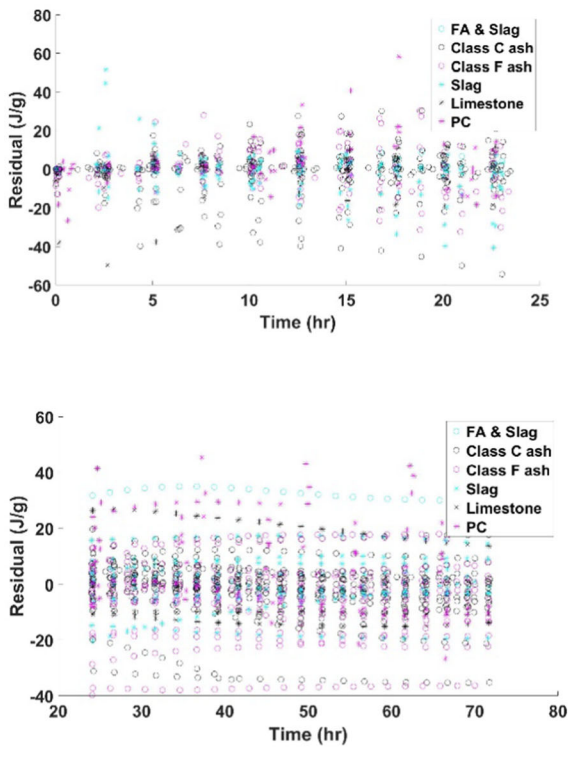 80
60
40
20
0
-20
-40
-60
Residual (J/g)
0 5 10 15 20 25
Time (hr)
FA & Slag
Class C ash
Class F ash
Slag
Limestone
PC
60
40
20
0
-20
-40
Residual (J/g)
20 30 40 50 60 70 80
Time (hr)
FA & Slag
Class C ash
Class F ash
Slag
Limestone
PC